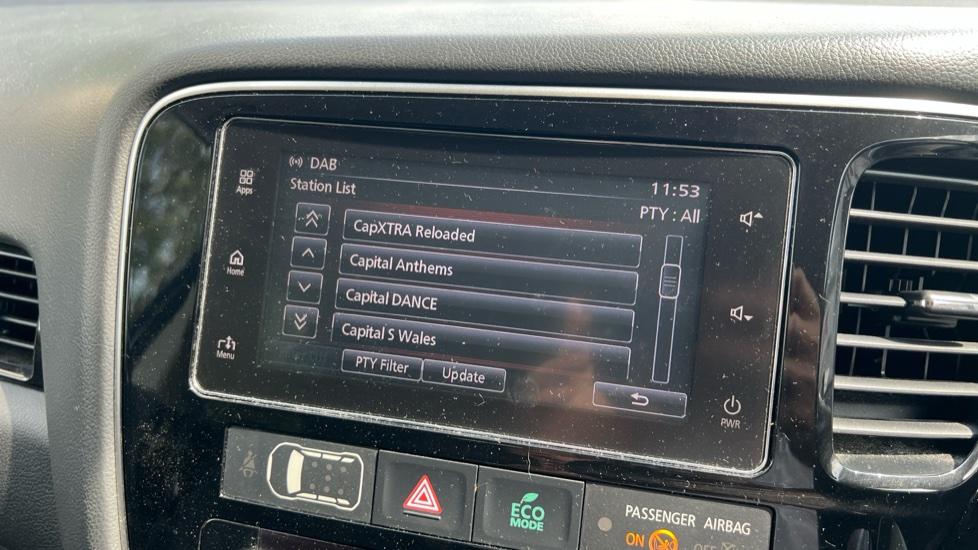 DAB
Station List
11:53
PTY : All
Apps
CapXTRA Reloaded
Capital Anthems
Home
Capital DANCE
Capital S Wales
Menu
PTY Filter
Update
PWR
ECO
MODE
PASSENGER AIRBAG
ON
OFF